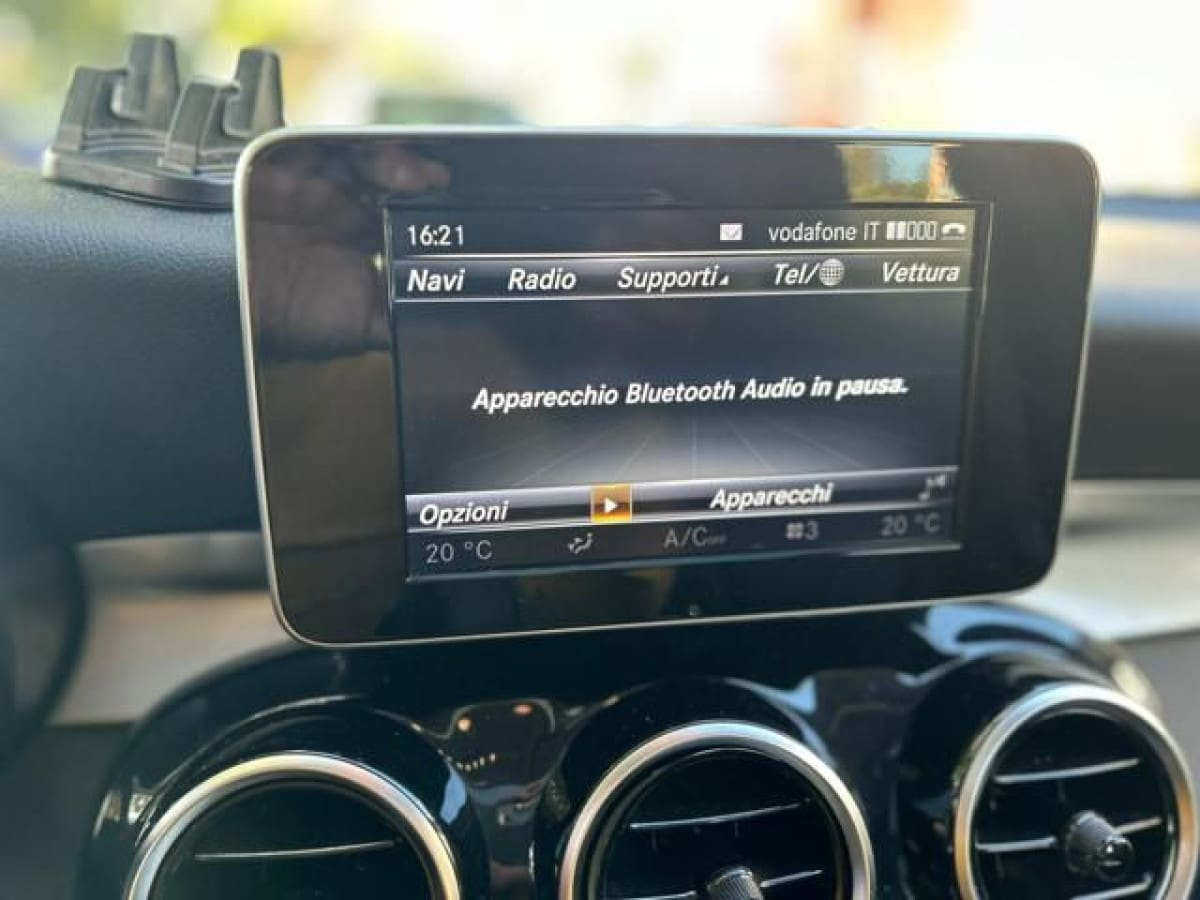 16:21 vodafone IT
Navi Radio Supporti Tel/ Vettura
Apparecchio Bluetooth Audio in pausa.
Opzioni Apparecchi
20 °C A/C OFF 3 20 °C